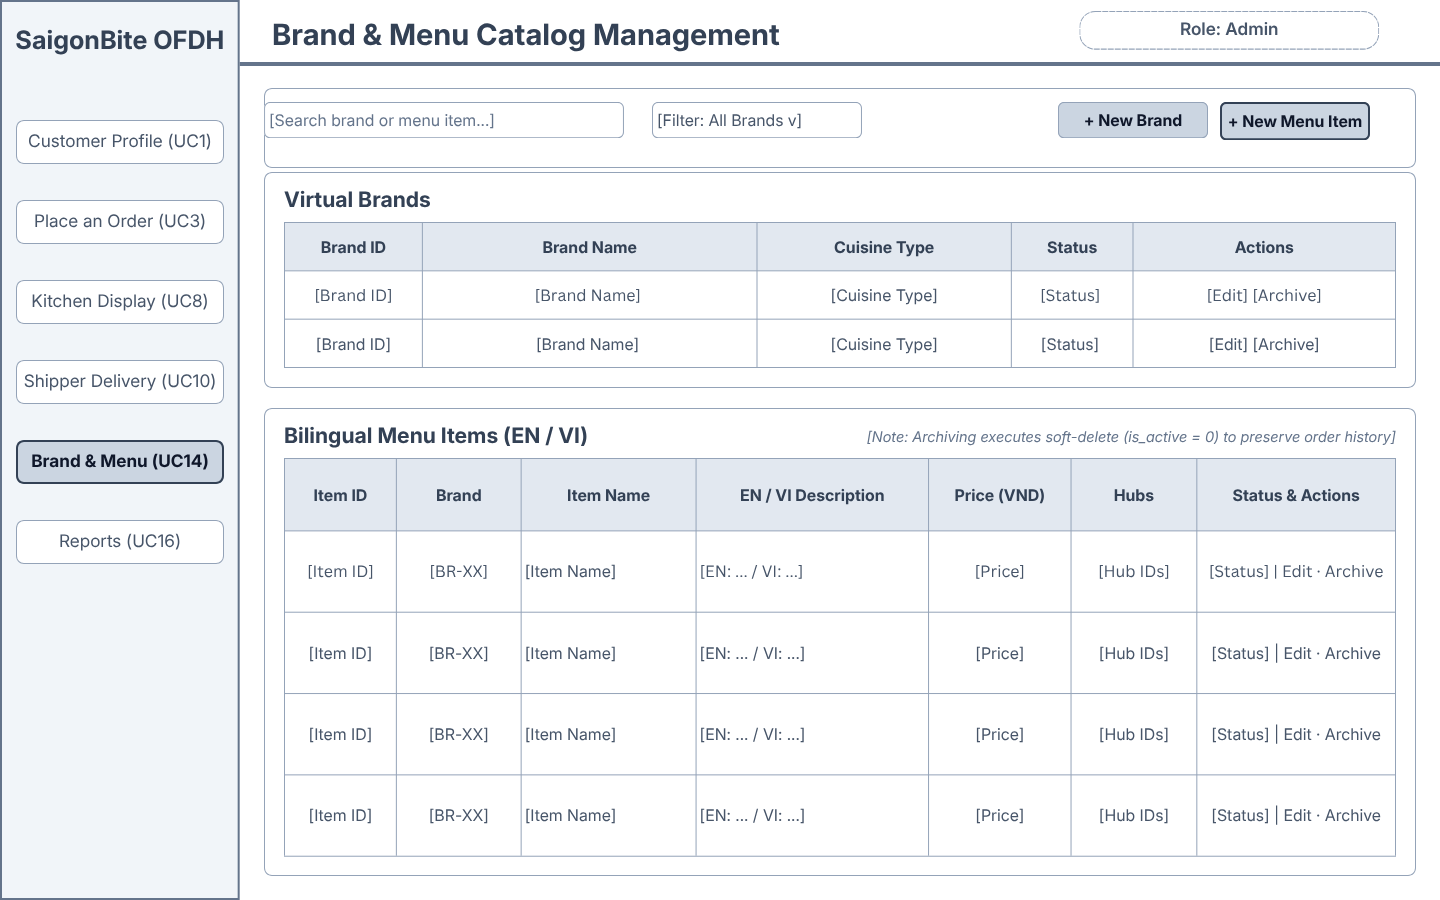 SaigonBite OFDH
Customer Profile (UC1)
Place an Order (UC3)
Kitchen Display (UC8)
Shipper Delivery (UC10)
Brand & Menu (UC14)
Reports (UC16)
Brand & Menu Catalog Management
Role: Admin
[Search brand or menu item...]
[Filter: All Brands v]
+ New Brand
+ New Menu Item
Virtual Brands
Brand ID Brand Name Cuisine Type Status Actions
[Brand ID] [Brand Name] [Cuisine Type] [Status] [Edit] [Archive]
[Brand ID] [Brand Name] [Cuisine Type] [Status] [Edit] [Archive]
Bilingual Menu Items (EN / VI)
[Note: Archiving executes soft-delete (is_active = 0) to preserve order history]
Item ID Brand Item Name EN / VI Description Price (VND) Hubs Status & Actions
[Item ID] [BR-XX] [Item Name] [EN: ... / VI: ...] [Price] [Hub IDs] [Status] | Edit · Archive
[Item ID] [BR-XX] [Item Name] [EN: ... / VI: ...] [Price] [Hub IDs] [Status] | Edit · Archive
[Item ID] [BR-XX] [Item Name] [EN: ... / VI: ...] [Price] [Hub IDs] [Status] | Edit · Archive
[Item ID] [BR-XX] [Item Name] [EN: ... / VI: ...] [Price] [Hub IDs] [Status] | Edit · Archive